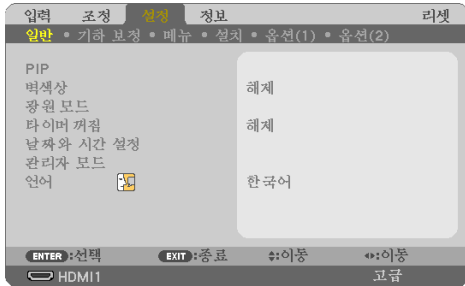 입력 조정 설정 정보 리셋
일반 • 기하 보정 • 메뉴 • 설치 • 옵션(1) • 옵션(2)
PIP
벽색상 해제
광원 모드
타이머 꺼짐 해제
날짜와 시간 설정
관리자 모드
언어 한국어
ENTER :선택 EXIT :종료 :이동 :이동
HDMI1 고급